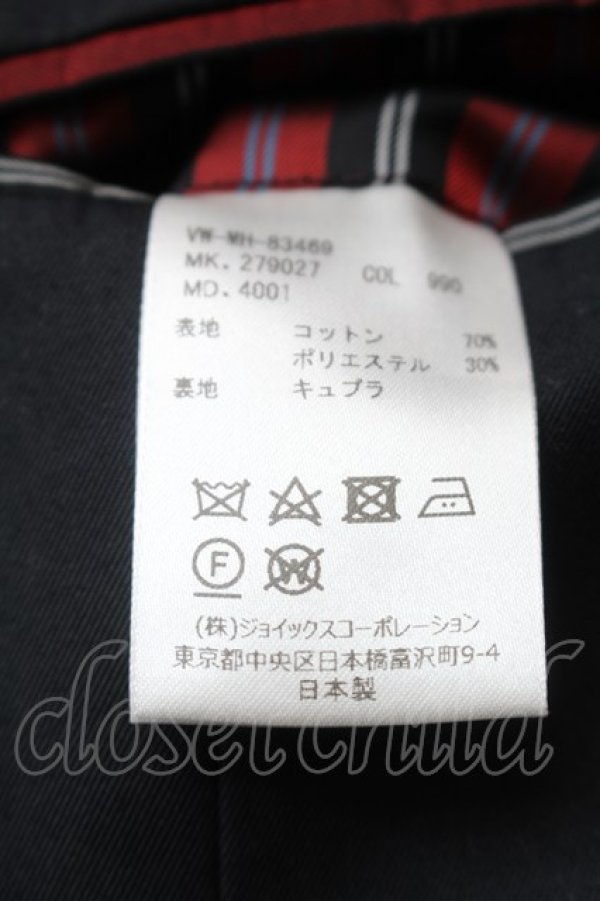 VW-MH-83469
MK. 279027 COL 990
MD. 4001
表地 コットン 70%
ポリエステル 30%
裏地 キュプラ
F W
(株)ジョイックスコーポレーション
東京都中央区日本橋富沢町9-4
日本製
closet child